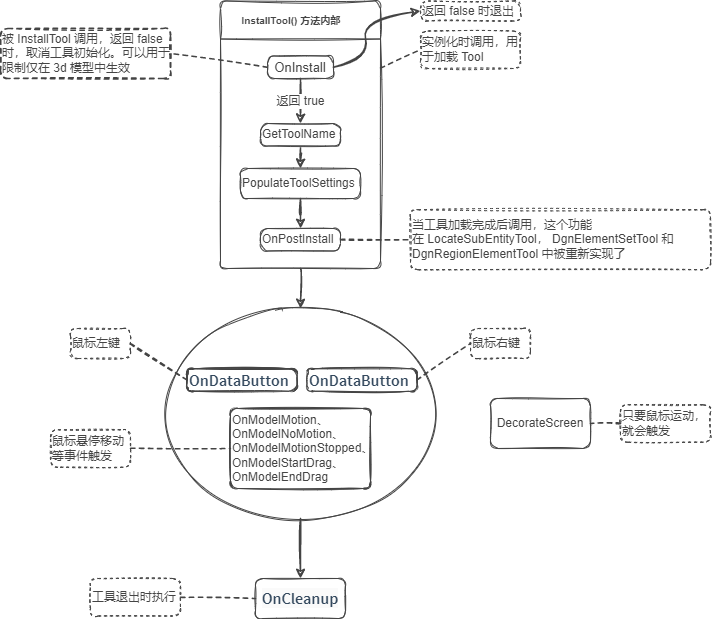 InstallTool() 方法内部
返回 false 时退出
被 InstallTool 调用，返回 false
时，取消工具初始化。可以用于
限制仅在 3d 模型中生效
OnInstall
实例化时调用，用
于加载 Tool
返回 true
GetToolName
PopulateToolSettings
OnPostInstall
当工具加载完成后调用，这个功能
在 LocateSubEntityTool， DgnElementSetTool 和
DgnRegionElementTool 中被重新实现了
鼠标左键
鼠标右键
OnDataButton
OnDataButton
OnModelMotion、
OnModelNoMotion、
OnModelMotionStopped、
OnModelStartDrag、
OnModelEndDrag
鼠标悬停移动
等事件触发
DecorateScreen
只要鼠标运动，
就会触发
工具退出时执行
OnCleanup